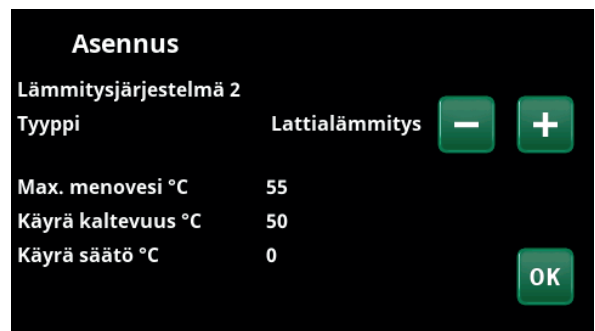 Asennus
Lämmitysjärjestelmä 2
Tyyppi Lattialämmitys − +
Max. menovesi °C 55
Käyrä kaltevuus °C 50
Käyrä säätö °C 0
OK